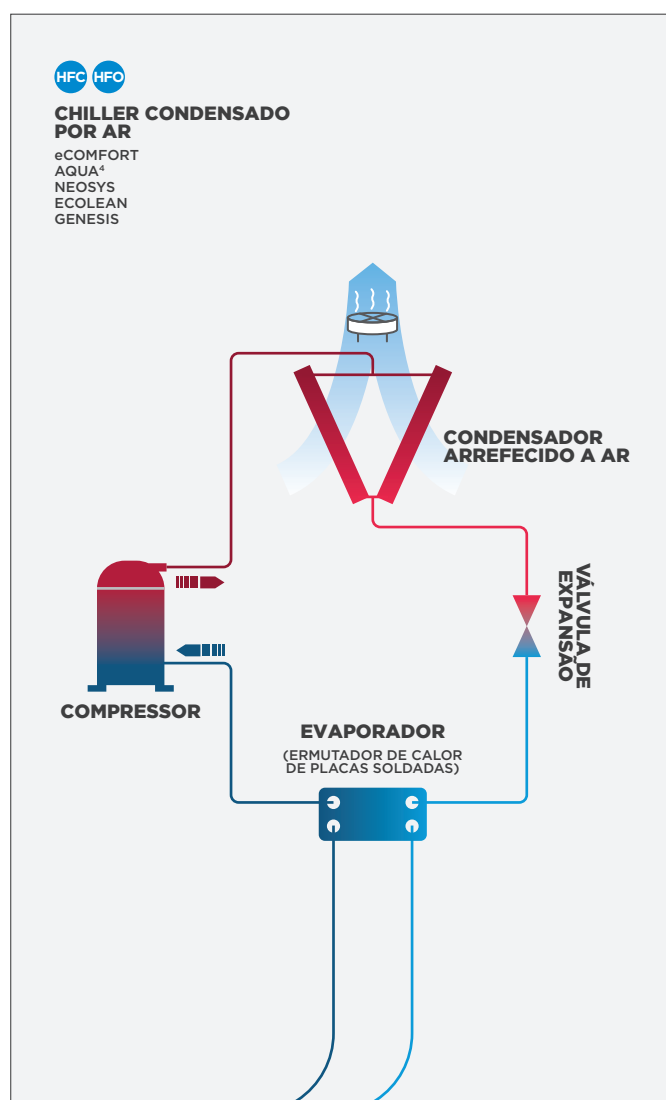 HFC HFO
CHILLER CONDENSADO
POR AR
eCOMFORT
AQUA⁴
NEOSYS
ECOLEAN
GENESIS
CONDENSADOR
ARREFECIDO A AR
VÁLVULA DE
EXPANSÃO
COMPRESSOR
EVAPORADOR
(ERMUTADOR DE CALOR
DE PLACAS SOLDADAS)